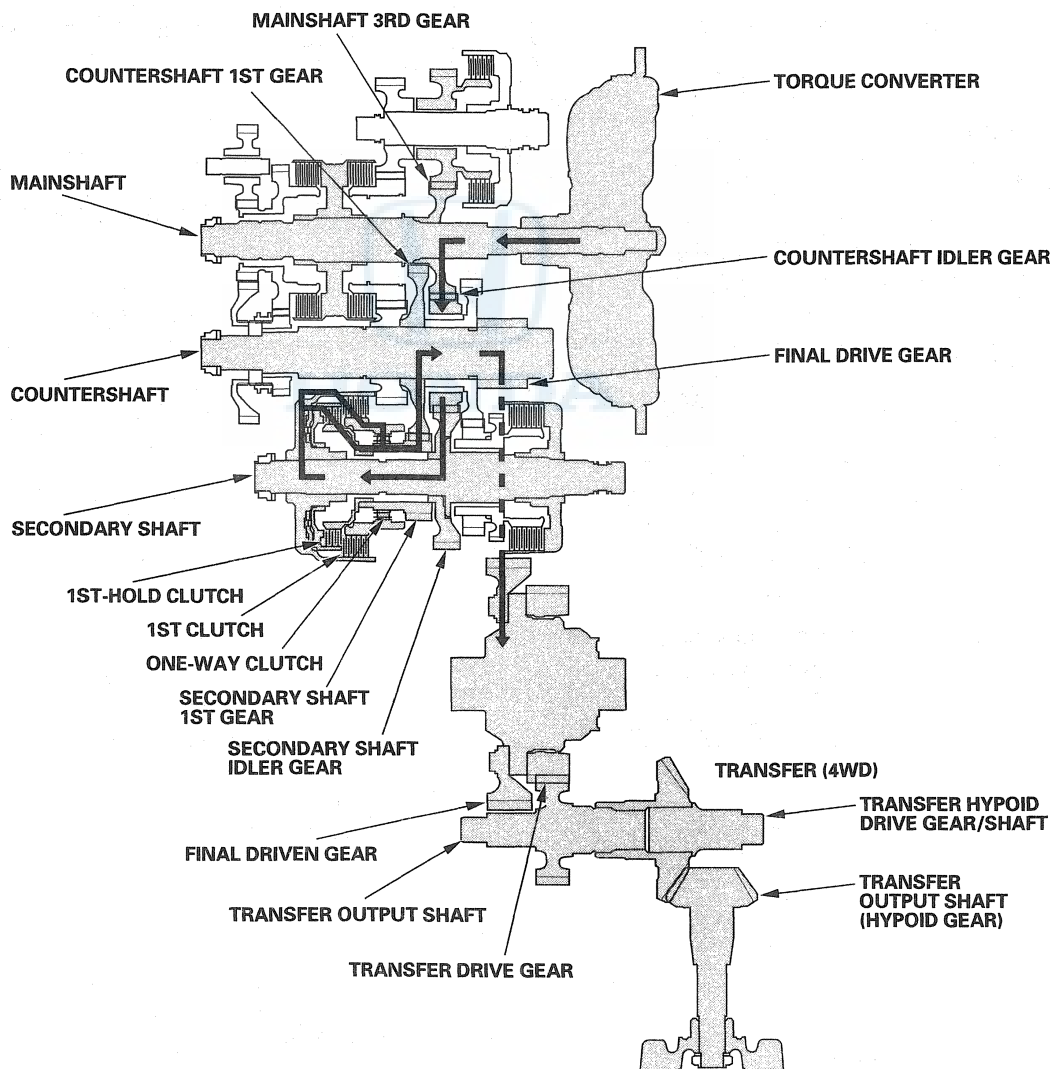 MAINSHAFT 3RD GEAR
COUNTERSHAFT 1ST GEAR
TORQUE CONVERTER
MAINSHAFT
COUNTERSHAFT IDLER GEAR
FINAL DRIVE GEAR
COUNTERSHAFT
SECONDARY SHAFT
1ST-HOLD CLUTCH
1ST CLUTCH
ONE-WAY CLUTCH
SECONDARY SHAFT
1ST GEAR
SECONDARY SHAFT
IDLER GEAR
TRANSFER (4WD)
TRANSFER HYPOID
DRIVE GEAR/SHAFT
FINAL DRIVEN GEAR
TRANSFER
OUTPUT SHAFT
(HYPOID GEAR)
TRANSFER OUTPUT SHAFT
TRANSFER DRIVE GEAR